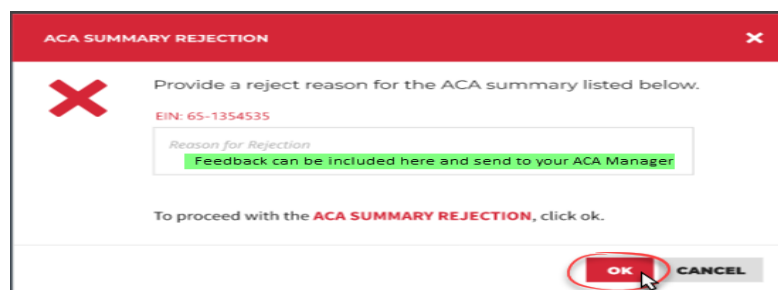 ACA SUMMARY REJECTION
Provide a reject reason for the ACA summary listed below.
EIN: 65-1354535
Reason for Rejection
Feedback can be included here and send to your ACA Manager
To proceed with the ACA SUMMARY REJECTION, click ok.
OK CANCEL